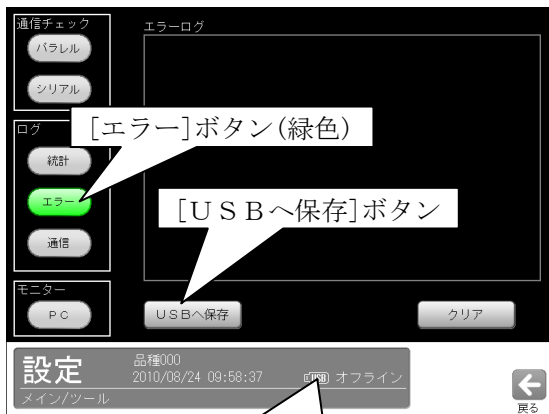 通信チェック
パラレル
シリアル
ログ
統計
エラー
通信
モニター
ＰＣ
エラーログ
[エラー]ボタン(緑色)
[ＵＳＢへ保存]ボタン
ＵＳＢへ保存
クリア
設定
メイン/ツール
品種000
2010/08/24 09:58:37
USB オフライン
戻る